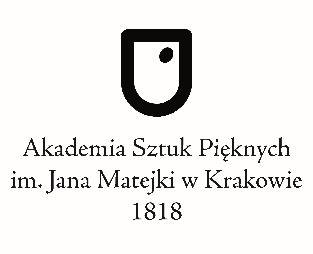 Akademia Sztuk Pięknych
im. Jana Matejki w Krakowie
1818